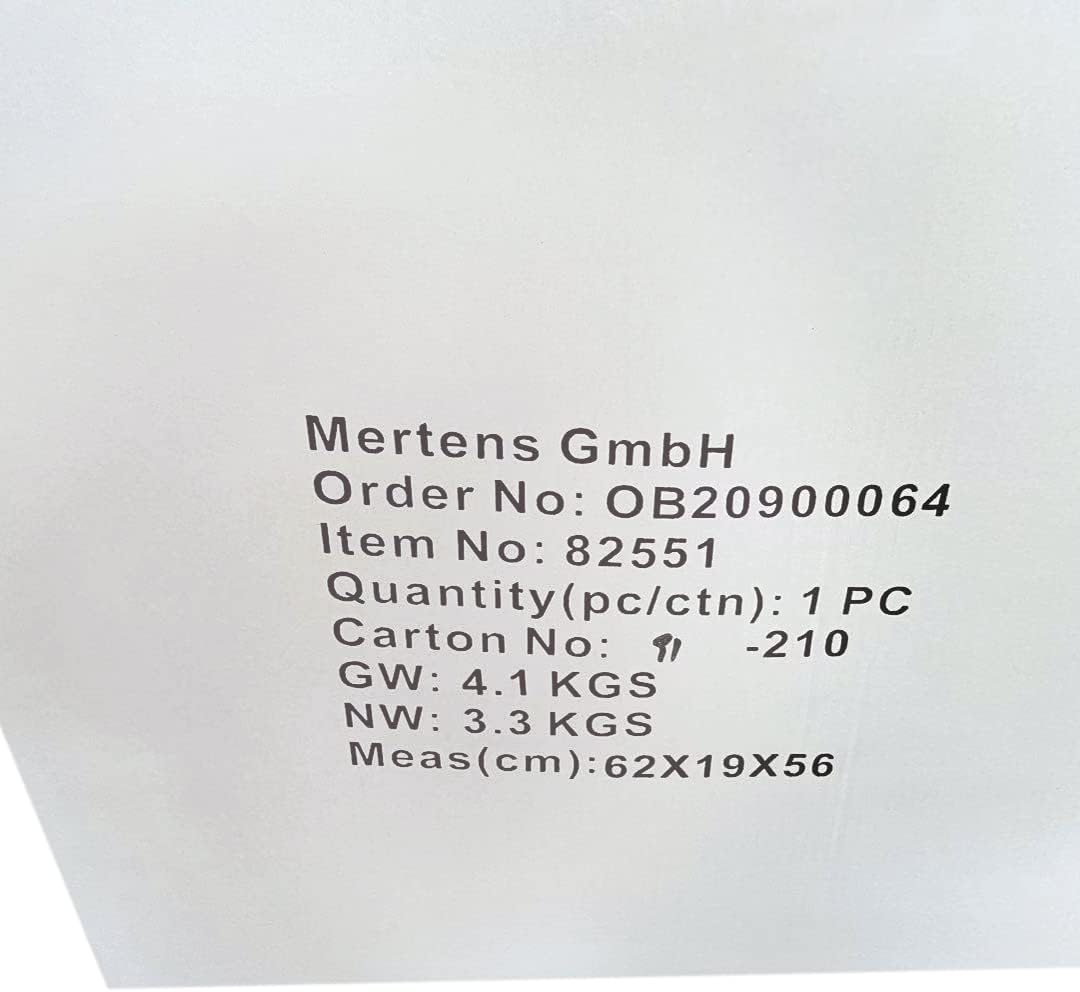 Mertens GmbH
Order No: OB20900064
Item No: 82551
Quantity(pc/ctn): 1 PC
Carton No: -210
GW: 4.1 KGS
NW: 3.3 KGS
Meas(cm):62X19X56